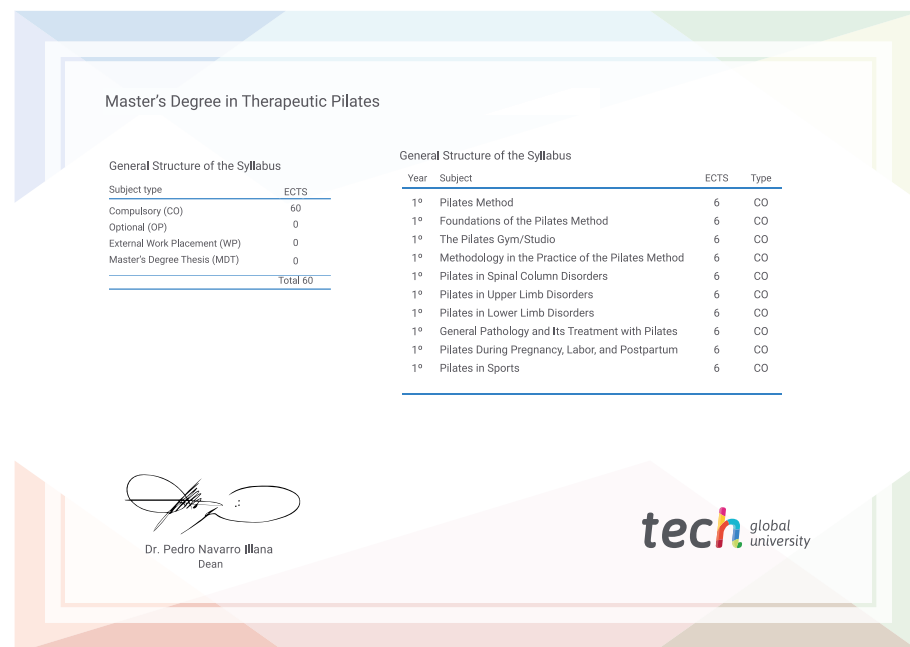 Master's Degree in Therapeutic Pilates
General Structure of the Syllabus
Subject type ECTS
Compulsory (CO) 60
Optional (OP) 0
External Work Placement (WP) 0
Master's Degree Thesis (MDT) 0
Total 60
General Structure of the Syllabus
Year Subject ECTS Type
1º Pilates Method 6 CO
1º Foundations of the Pilates Method 6 CO
1º The Pilates Gym/Studio 6 CO
1º Methodology in the Practice of the Pilates Method 6 CO
1º Pilates in Spinal Column Disorders 6 CO
1º Pilates in Upper Limb Disorders 6 CO
1º Pilates in Lower Limb Disorders 6 CO
1º General Pathology and Its Treatment with Pilates 6 CO
1º Pilates During Pregnancy, Labor, and Postpartum 6 CO
1º Pilates in Sports 6 CO
Dr. Pedro Navarro Illana
Dean
tech global
university